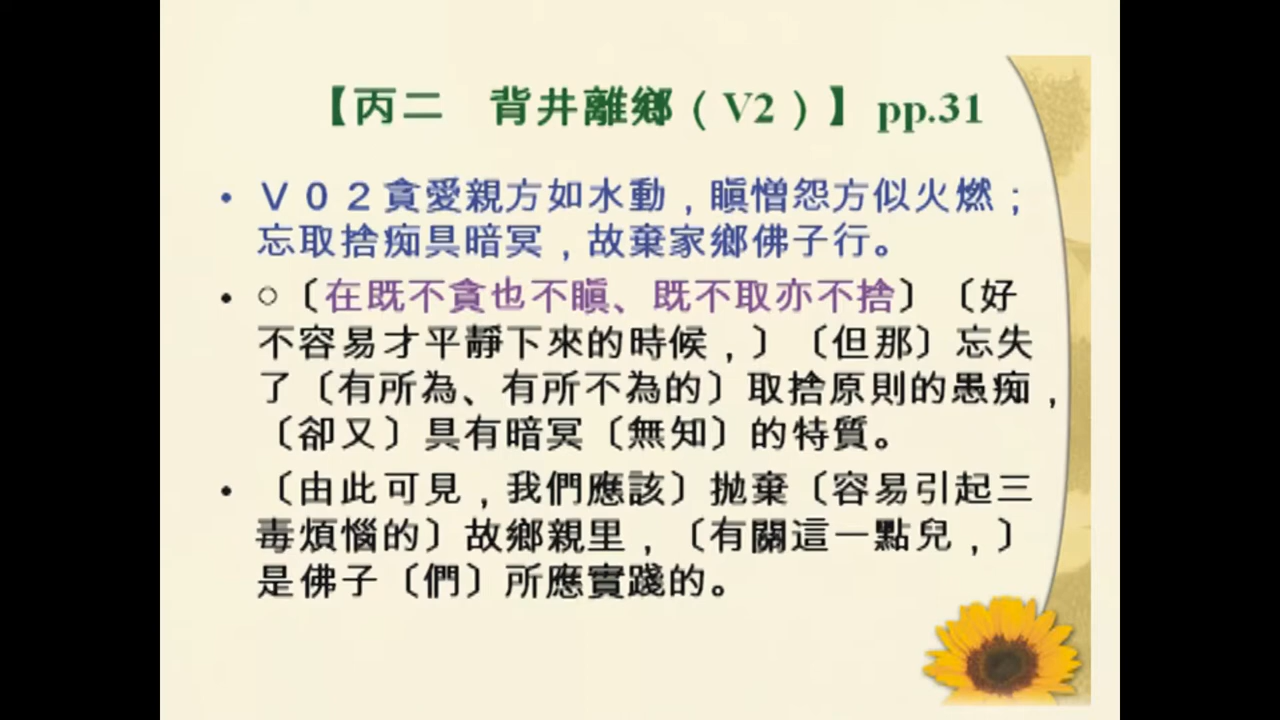 【丙二　背井離鄉（V2）】 pp.31
• Ｖ０２貪愛親方如水動，瞋憎怨方似火燃；
忘取捨痴具暗冥，故棄家鄉佛子行。
• ○〔在既不貪也不瞋、既不取亦不捨〕〔好
不容易才平靜下來的時候，〕〔但那〕忘失
了〔有所為、有所不為的〕取捨原則的愚痴，
〔卻又〕具有暗冥〔無知〕的特質。
• 〔由此可見，我們應該〕拋棄〔容易引起三
毒煩惱的〕故鄉親里，〔有關這一點兒，〕
是佛子〔們〕所應實踐的。